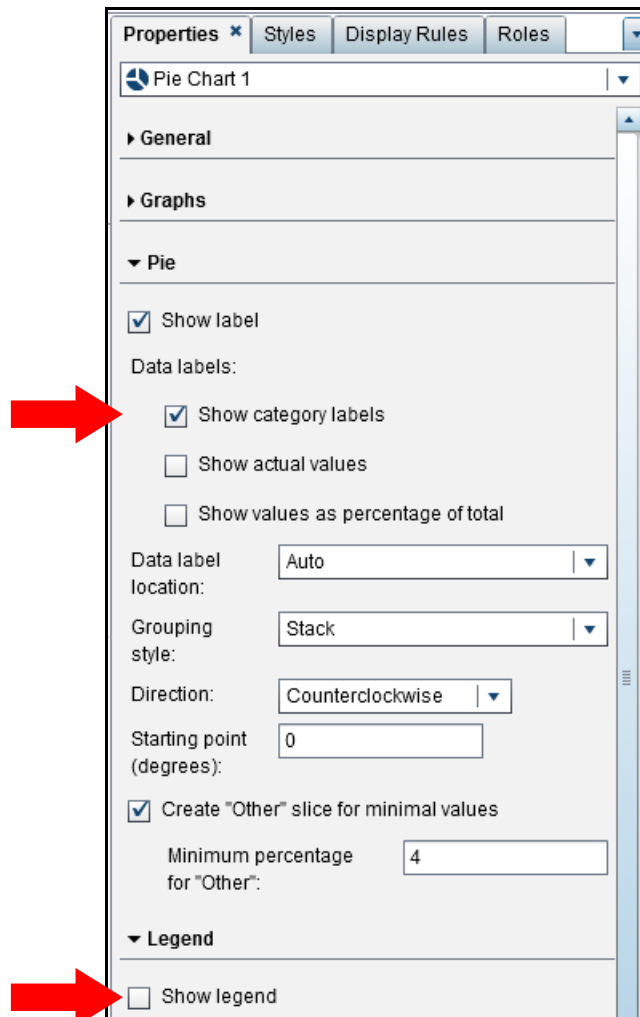 Properties Styles Display Rules Roles
Pie Chart 1
General
Graphs
Pie
Show label
Data labels:
Show category labels
Show actual values
Show values as percentage of total
Data label location: Auto
Grouping style: Stack
Direction: Counterclockwise
Starting point (degrees): 0
Create "Other" slice for minimal values
Minimum percentage for "Other": 4
Legend
Show legend